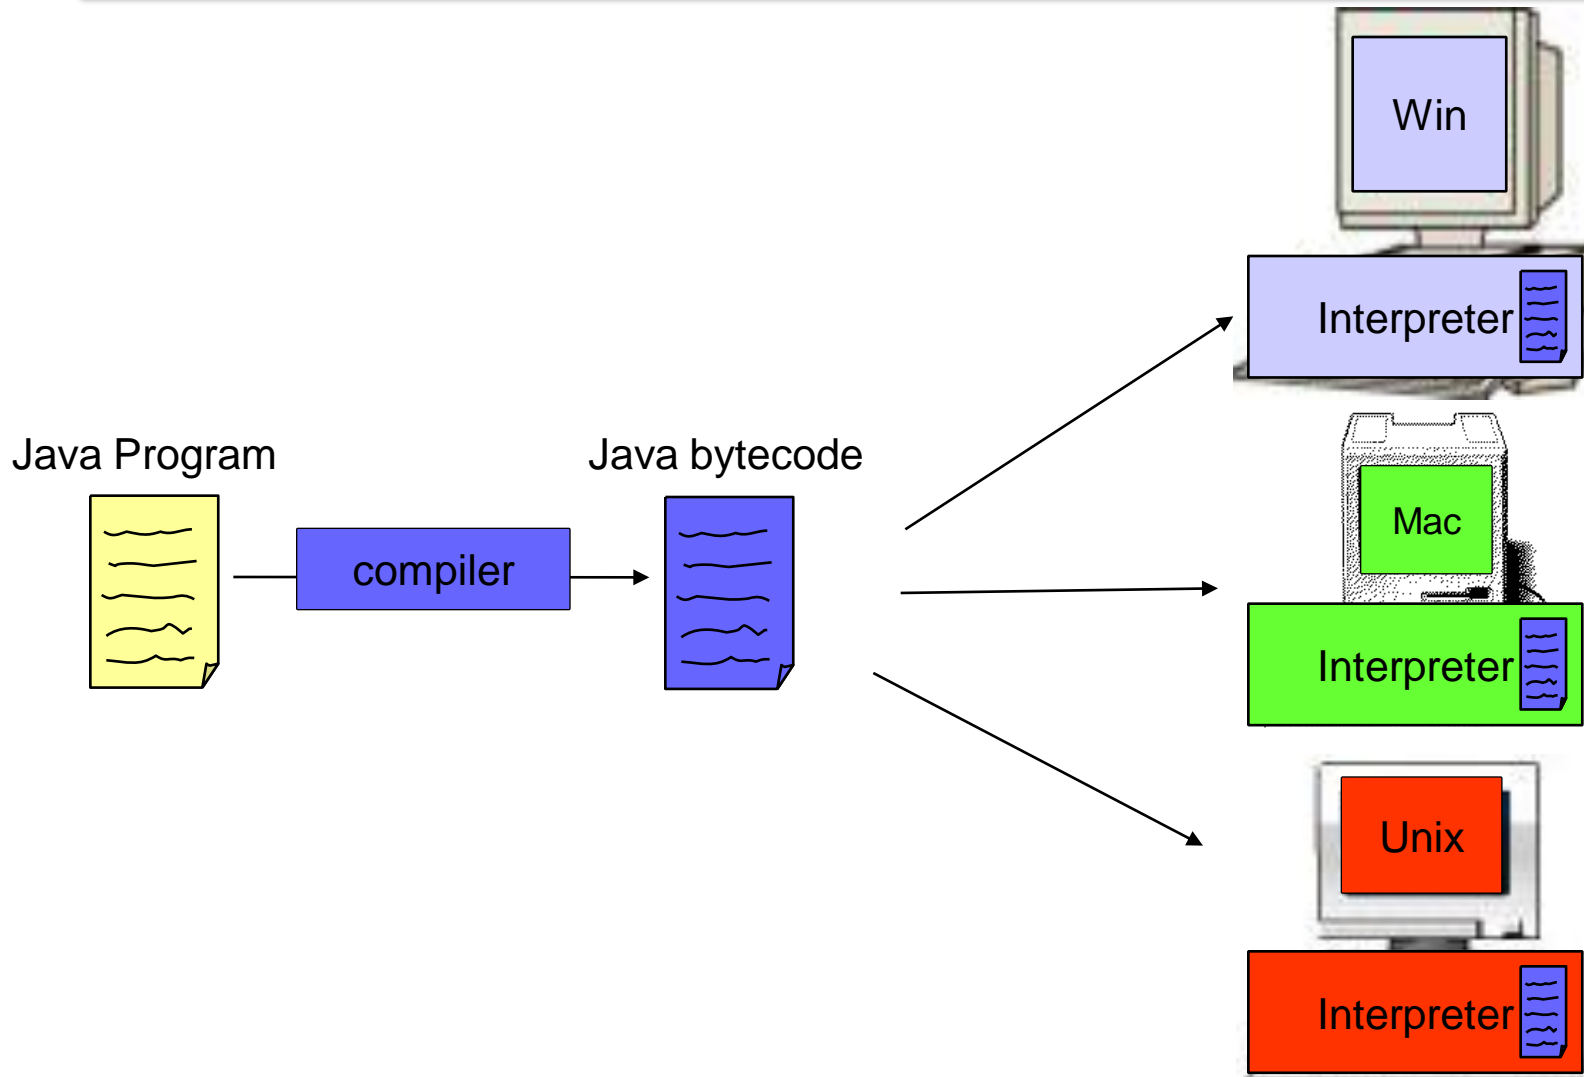 Win
Interpreter
Java Program
Java bytecode
compiler
Mac
Interpreter
Unix
Interpreter